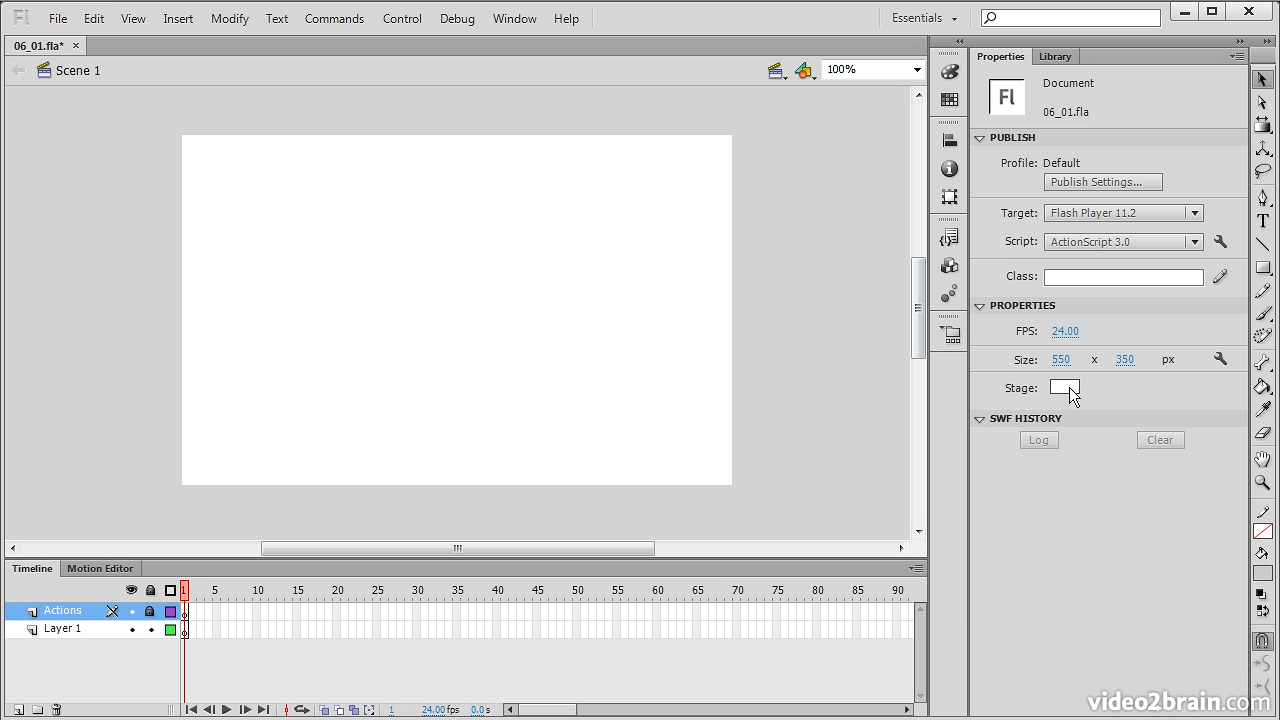 Fl File Edit View Insert Modify Text Commands Control Debug Window Help Essentials
06_01.fla*
Scene 1 100%
Properties Library
Fl Document
06_01.fla
PUBLISH
Profile: Default
Publish Settings...
Target: Flash Player 11.2
Script: ActionScript 3.0
Class:
PROPERTIES
FPS: 24.00
Size: 550 x 350 px
Stage:
SWF HISTORY
Log Clear
Timeline Motion Editor
1 5 10 15 20 25 30 35 40 45 50 55 60 65 70 75 80 85 90
Actions
Layer 1
1 24.00 fps 0.0 s
video2brain.com